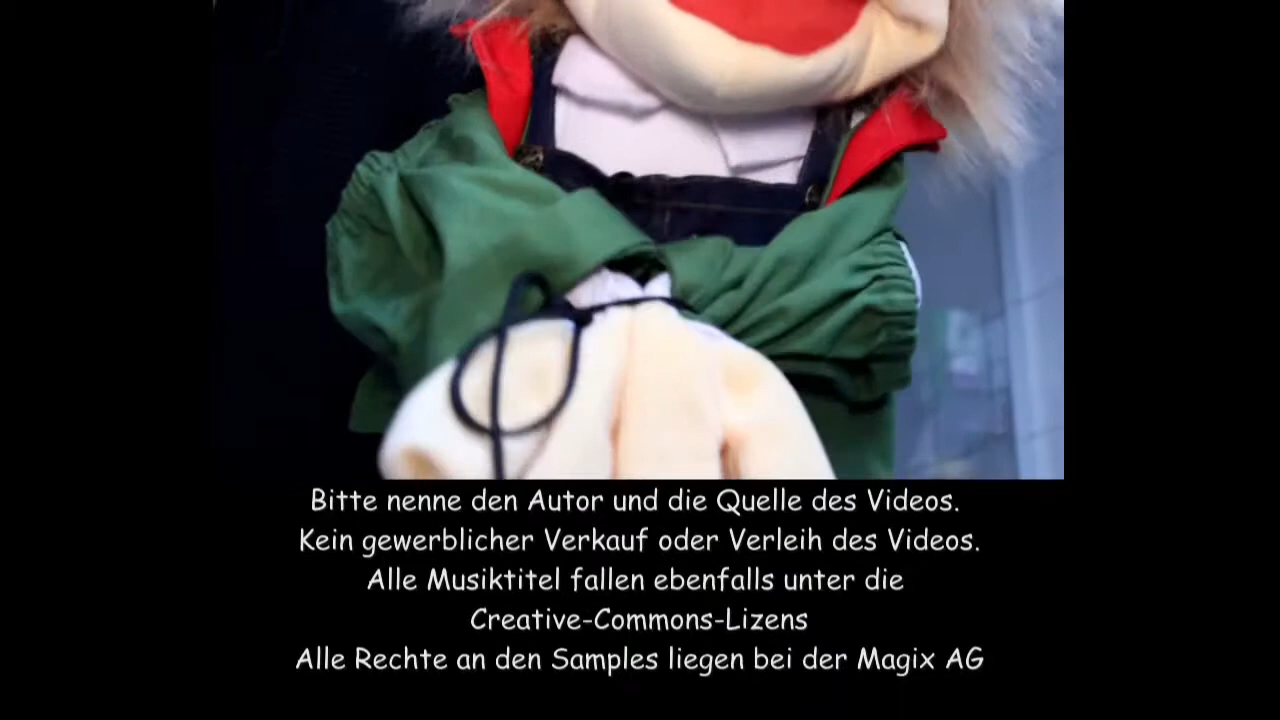 Bitte nenne den Autor und die Quelle des Videos.
Kein gewerblicher Verkauf oder Verleih des Videos.
Alle Musiktitel fallen ebenfalls unter die
Creative-Commons-Lizens
Alle Rechte an den Samples liegen bei der Magix AG